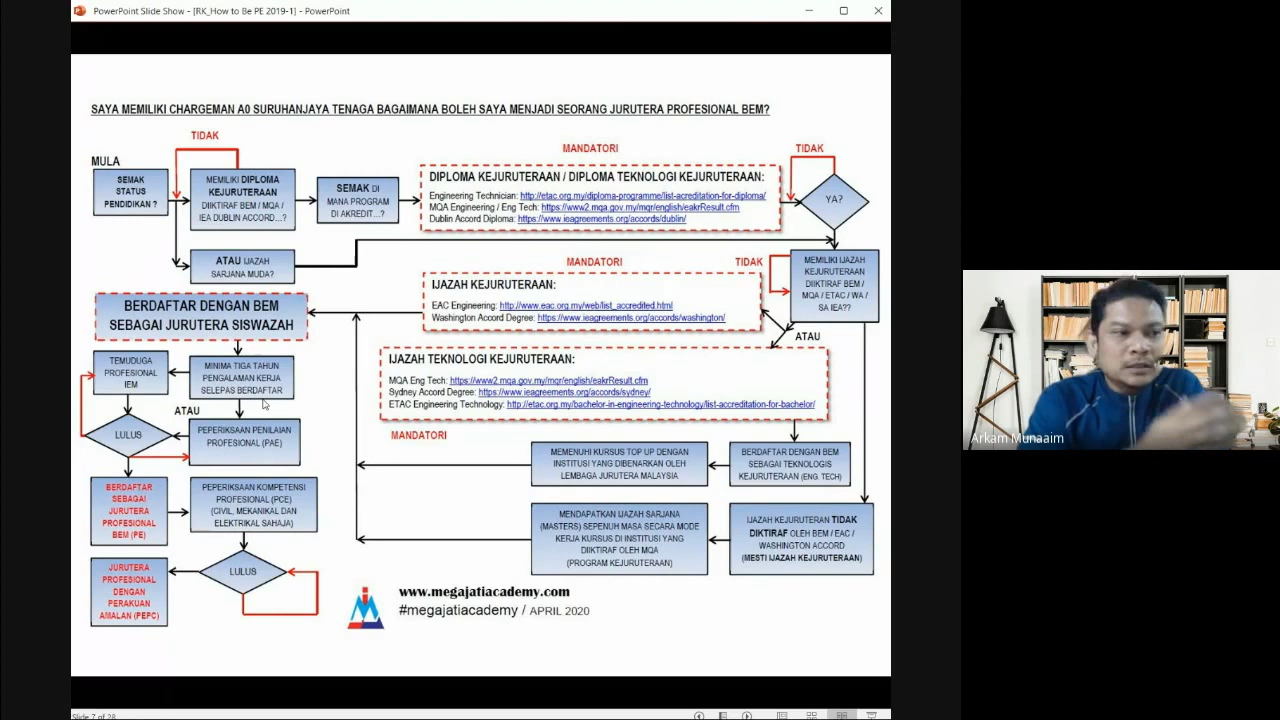 PowerPoint Slide Show - [RK_How to Be PE 2019-1] - PowerPoint
SAYA MEMILIKI CHARGEMAN A0 SURUHANJAYA TENAGA BAGAIMANA BOLEH SAYA MENJADI SEORANG JURUTERA PROFESIONAL BEM?
TIDAK
MULA
SEMAK
STATUS
PENDIDIKAN ?
MEMILIKI DIPLOMA
KEJURUTERAAN
DIIKTIRAF BEM / MQA /
IEA DUBLIN ACCORD…?
SEMAK DI
MANA PROGRAM
DI AKREDIT…?
MANDATORI
DIPLOMA KEJURUTERAAN / DIPLOMA TEKNOLOGI KEJURUTERAAN:
Engineering Technician: http://etac.org.my/diploma-programme/list-acreditation-for-diploma/
MQA Engineering / Eng Tech: https://www2.mqa.gov.my/mqr/english/eakrResult.cfm
Dublin Accord Diploma: https://www.ieagreements.org/accords/dublin/
TIDAK
YA?
ATAU IJAZAH
SARJANA MUDA?
MEMILIKI IJAZAH
KEJURUTERAAN
DIIKTIRAF BEM /
MQA / ETAC / WA /
SA IEA??
TIDAK
MANDATORI
IJAZAH KEJURUTERAAN:
EAC Engineering: http://www.eac.org.my/web/list_accredited.html
Washington Accord Degree: https://www.ieagreements.org/accords/washington/
ATAU
IJAZAH TEKNOLOGI KEJURUTERAAN:
MQA Eng Tech: https://www2.mqa.gov.my/mqr/english/eakrResult.cfm
Sydney Accord Degree: https://www.ieagreements.org/accords/sydney/
ETAC Engineering Technology: http://etac.org.my/bachelor-in-engineering-technology/list-accreditation-for-bachelor/
MANDATORI
BERDAFTAR DENGAN BEM
SEBAGAI JURUTERA SISWAZAH
TEMUDUGA
PROFESIONAL
IEM
MINIMA TIGA TAHUN
PENGALAMAN KERJA
SELEPAS BERDAFTAR
ATAU
LULUS
PEPERIKSAAN PENILAIAN
PROFESIONAL (PAE)
BERDAFTAR
SEBAGAI
JURUTERA
PROFESIONAL
BEM (PE)
PEPERIKSAAN KOMPETENSI
PROFESIONAL (PCE)
(CIVIL, MEKANIKAL DAN
ELEKTRIKAL SAHAJA)
JURUTERA
PROFESIONAL
DENGAN
PERAKUAN
AMALAN (PEPC)
LULUS
MEMENUHI KURSUS TOP UP DENGAN
INSTITUSI YANG DIBENARKAN OLEH
LEMBAGA JURUTERA MALAYSIA
BERDAFTAR DENGAN BEM
SEBAGAI TEKNOLOGIS
KEJURUTERAAN (ENG. TECH)
MENDAPATKAN IJAZAH SARJANA
(MASTERS) SEPENUH MASA SECARA MODE
KERJA KURSUS DI INSTITUSI YANG
DIIKTIRAF OLEH MQA
(PROGRAM KEJURUTERAAN)
IJAZAH KEJURUTERAN TIDAK
DIKTIRAF OLEH BEM / EAC /
WASHINGTON ACCORD
(MESTI IJAZAH KEJURUTERAAN)
www.megajatiacademy.com
#megajatiacademy / APRIL 2020
Arkam Munaaim
Slide 7 of 28